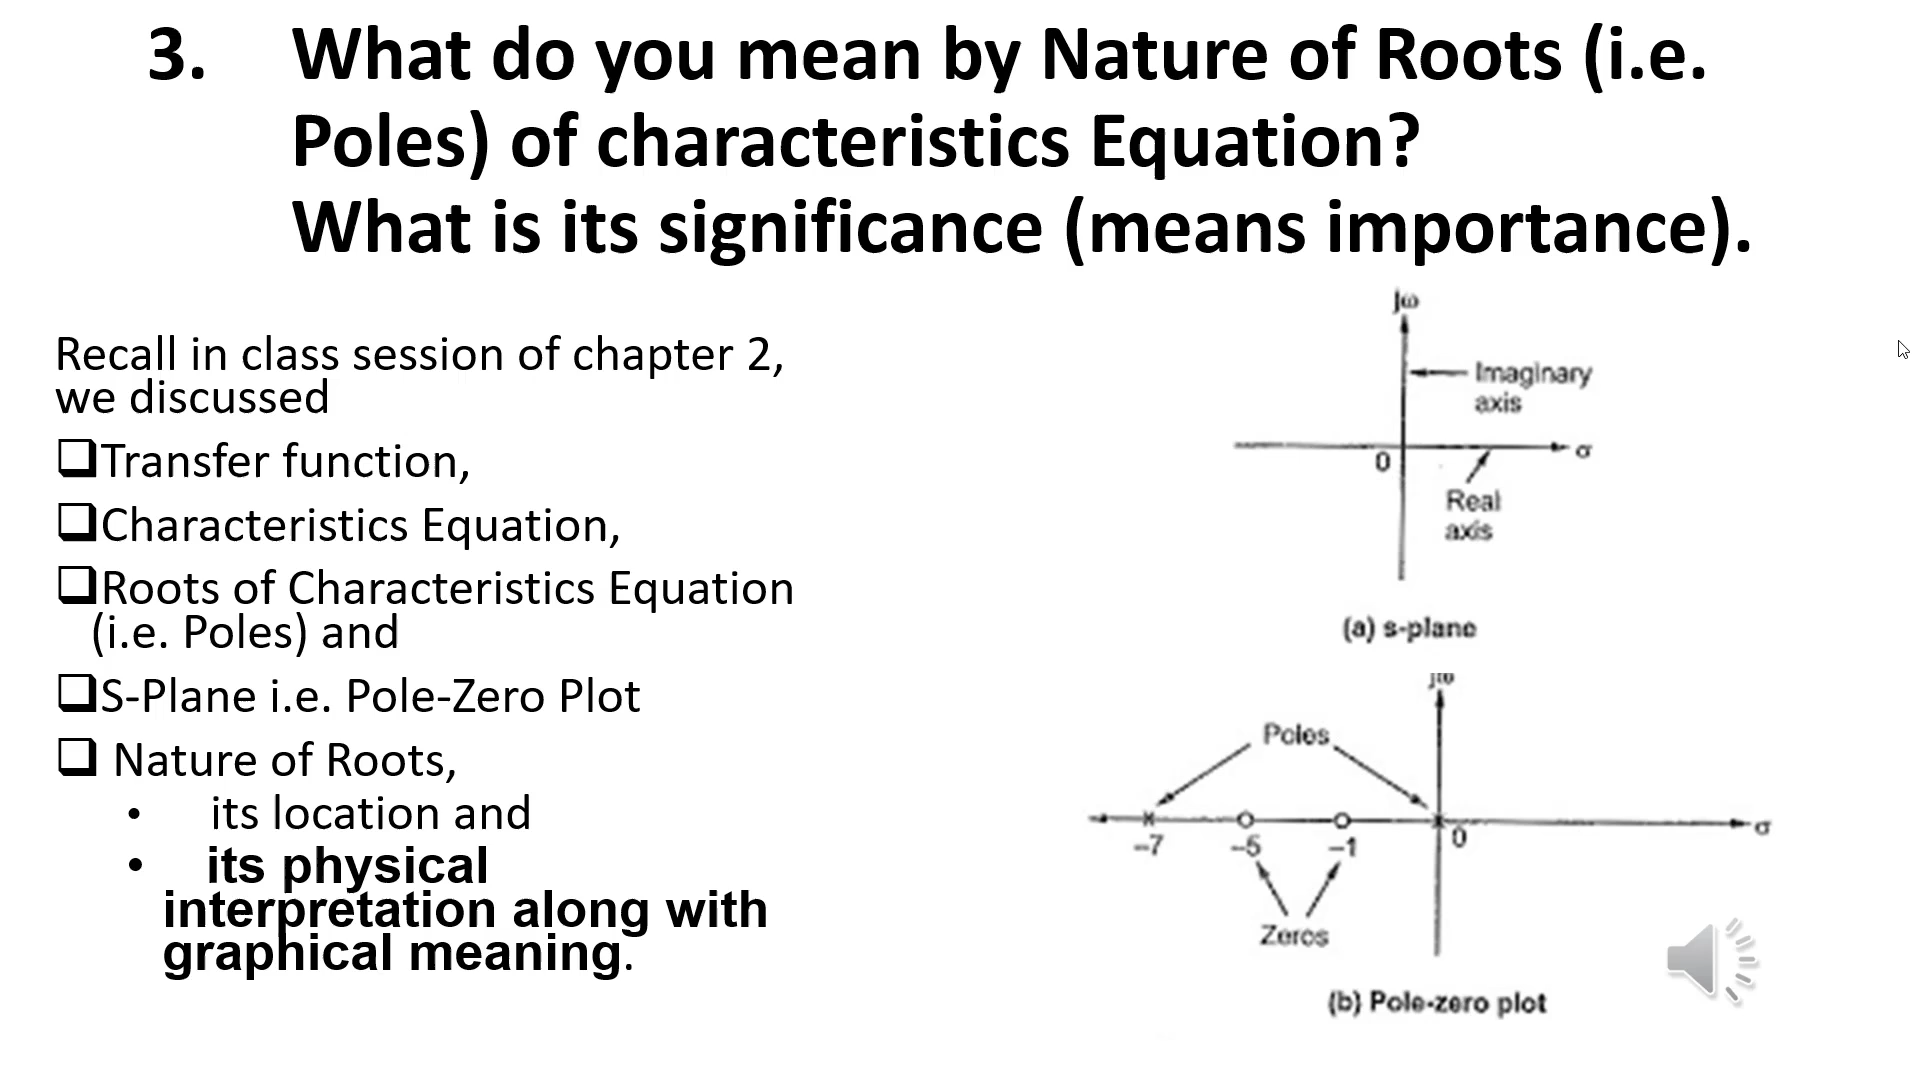 3. What do you mean by Nature of Roots (i.e.
Poles) of characteristics Equation?
What is its significance (means importance).
Recall in class session of chapter 2,
we discussed
❑Transfer function,
❑Characteristics Equation,
❑Roots of Characteristics Equation
(i.e. Poles) and
❑S-Plane i.e. Pole-Zero Plot
❑ Nature of Roots,
• its location and
• its physical
interpretation along with
graphical meaning.
jω
Imaginary
axis
0
σ
Real
axis
(a) s-plane
jω
Poles
σ
-7
-5
-1
0
Zeros
(b) Pole-zero plot